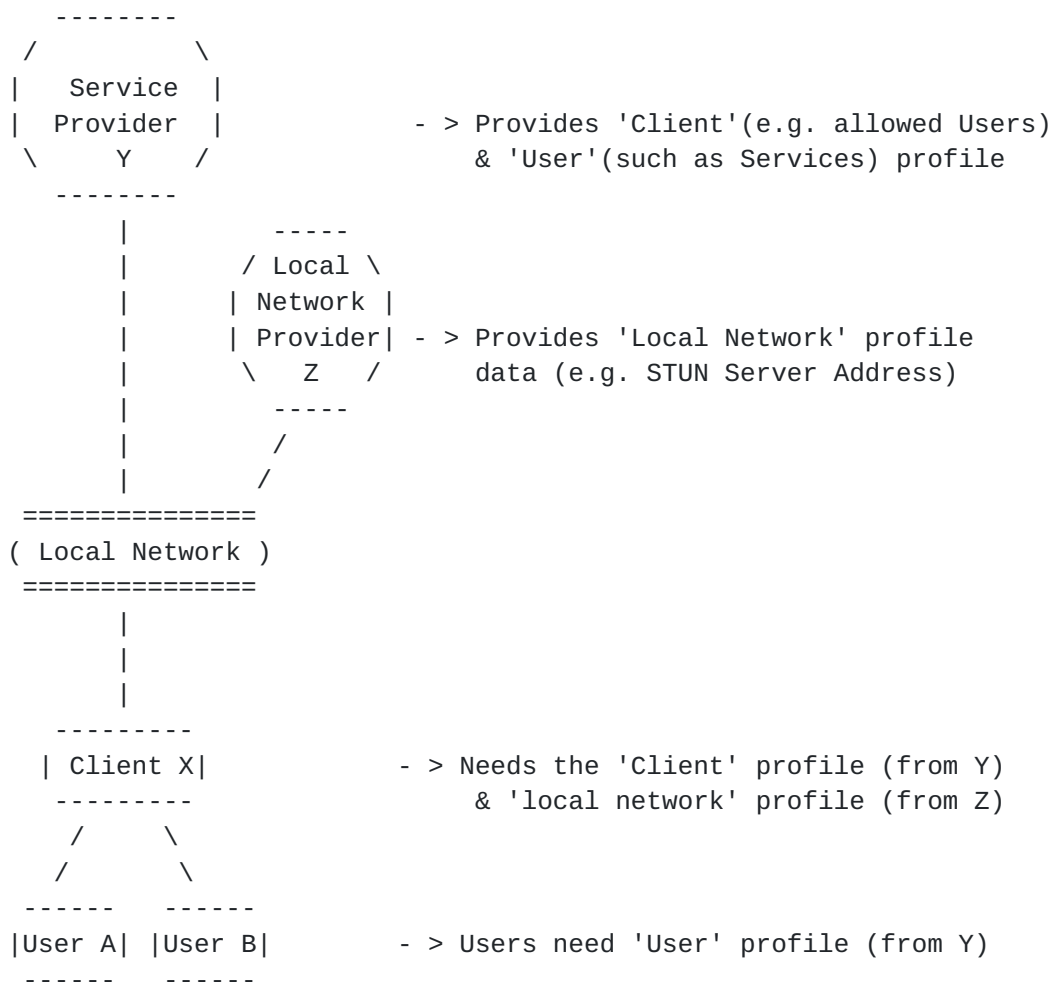 Service
Provider - > Provides 'Client'(e.g. allowed Users)
Y & 'User'(such as Services) profile
Local
Network
Provider - > Provides 'Local Network' profile
Z data (e.g. STUN Server Address)
( Local Network )
Client X - > Needs the 'Client' profile (from Y)
& 'local network' profile (from Z)
User A User B - > Users need 'User' profile (from Y)